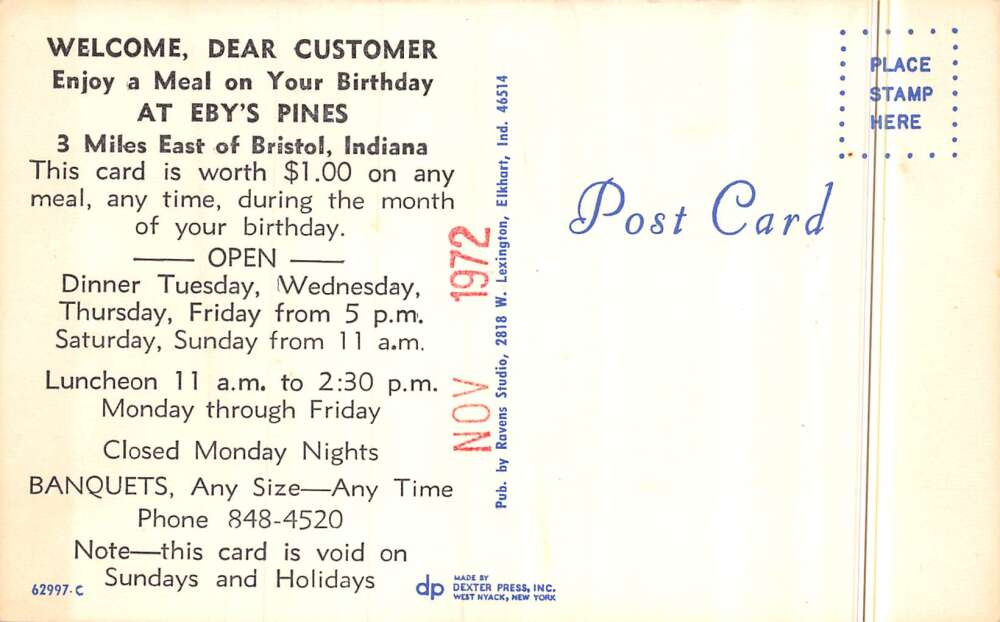 WELCOME, DEAR CUSTOMER
Enjoy a Meal on Your Birthday
AT EBY'S PINES
3 Miles East of Bristol, Indiana
This card is worth $1.00 on any
meal, any time, during the month
of your birthday.
OPEN
Dinner Tuesday, Wednesday,
Thursday, Friday from 5 p.m.
Saturday, Sunday from 11 a.m.
Luncheon 11 a.m. to 2:30 p.m.
Monday through Friday
Closed Monday Nights
BANQUETS, Any Size—Any Time
Phone 848-4520
Note—this card is void on
Sundays and Holidays
62997-C
NOV 1972
Pub. by Ravens Studio, 2818 W. Lexington, Elkhart, Ind. 46514
dp
MADE BY
DEXTER PRESS, INC.
WEST NYACK, NEW YORK
Post Card
PLACE
STAMP
HERE